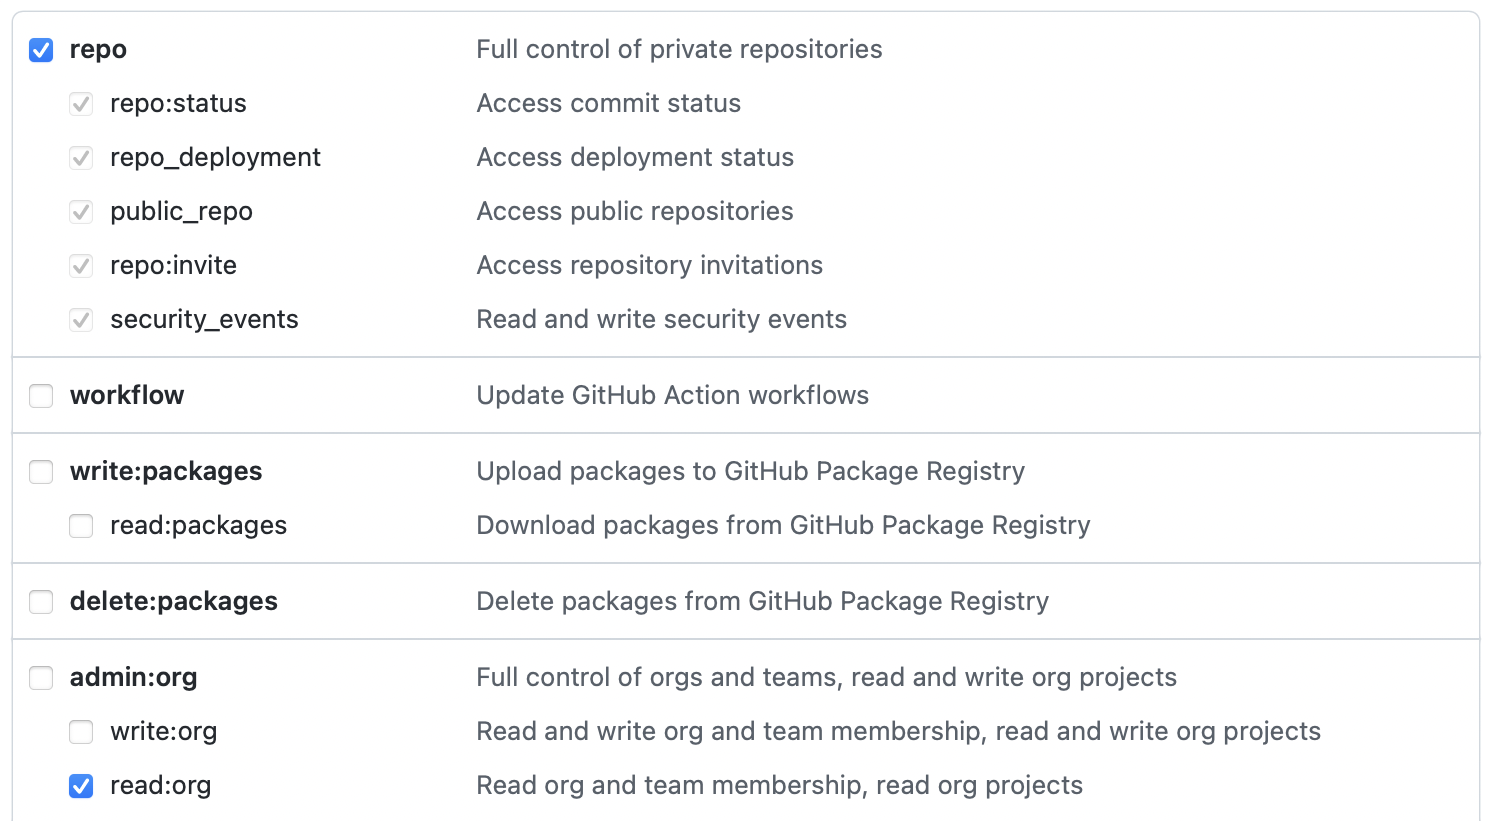 repo Full control of private repositories
repo:status Access commit status
repo_deployment Access deployment status
public_repo Access public repositories
repo:invite Access repository invitations
security_events Read and write security events
workflow Update GitHub Action workflows
write:packages Upload packages to GitHub Package Registry
read:packages Download packages from GitHub Package Registry
delete:packages Delete packages from GitHub Package Registry
admin:org Full control of orgs and teams, read and write org projects
write:org Read and write org and team membership, read and write org projects
read:org Read org and team membership, read org projects